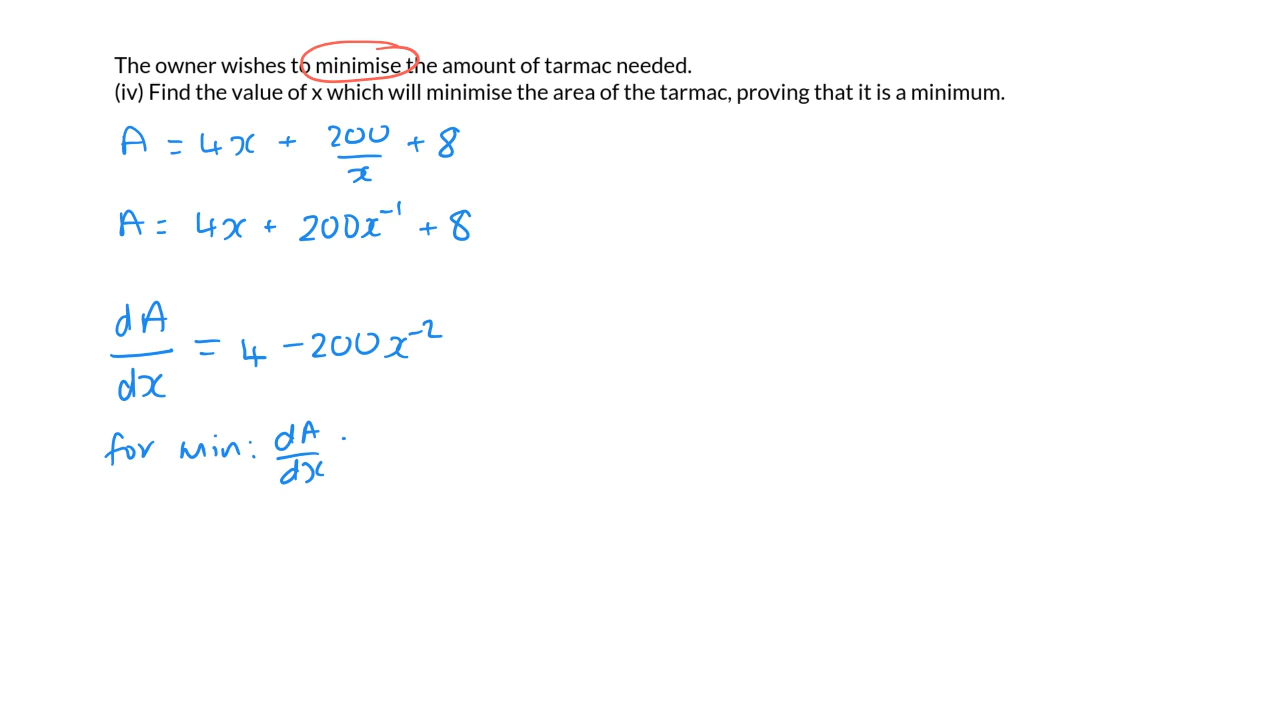 The owner wishes to minimise the amount of tarmac needed.
(iv) Find the value of x which will minimise the area of the tarmac, proving that it is a minimum.
A = 4x + 200/x + 8
A = 4x + 200x⁻¹ + 8
dA/dx = 4 - 200x⁻²
for min: dA/dx